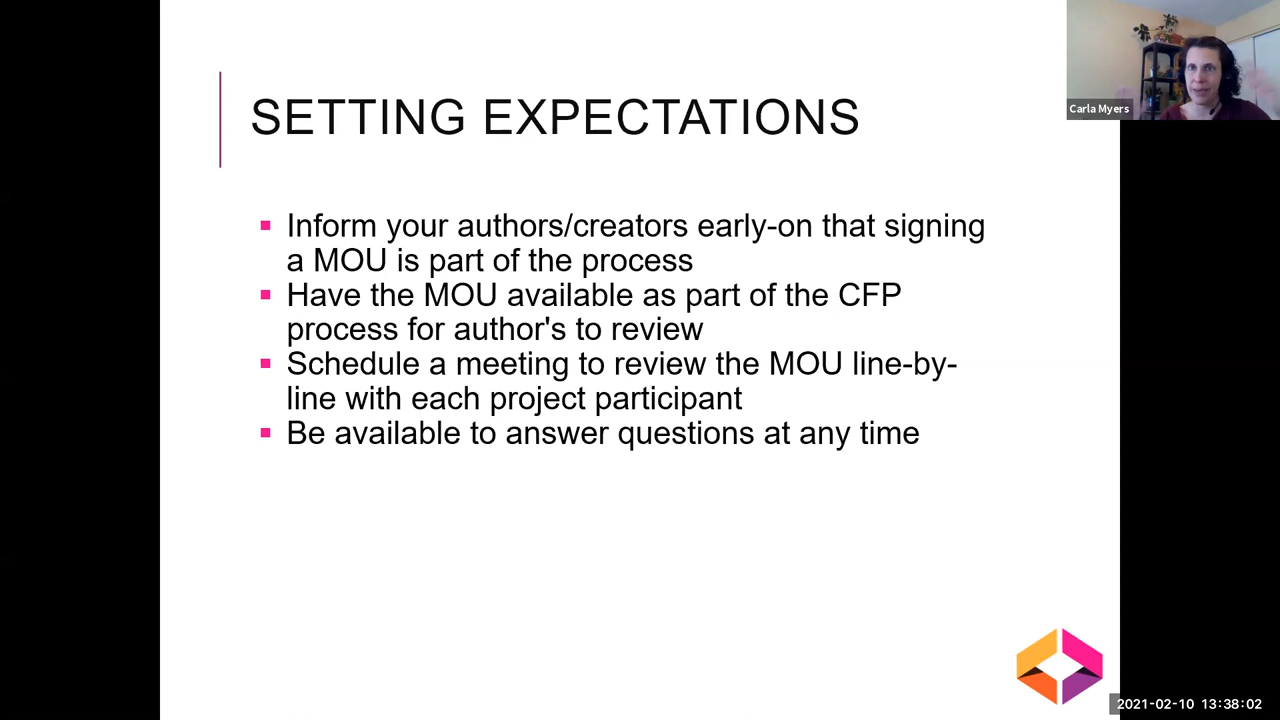 SETTING EXPECTATIONS
Carla Myers
Inform your authors/creators early-on that signing
a MOU is part of the process
Have the MOU available as part of the CFP
process for author's to review
Schedule a meeting to review the MOU line-by-
line with each project participant
Be available to answer questions at any time
2021-02-10 13:38:02